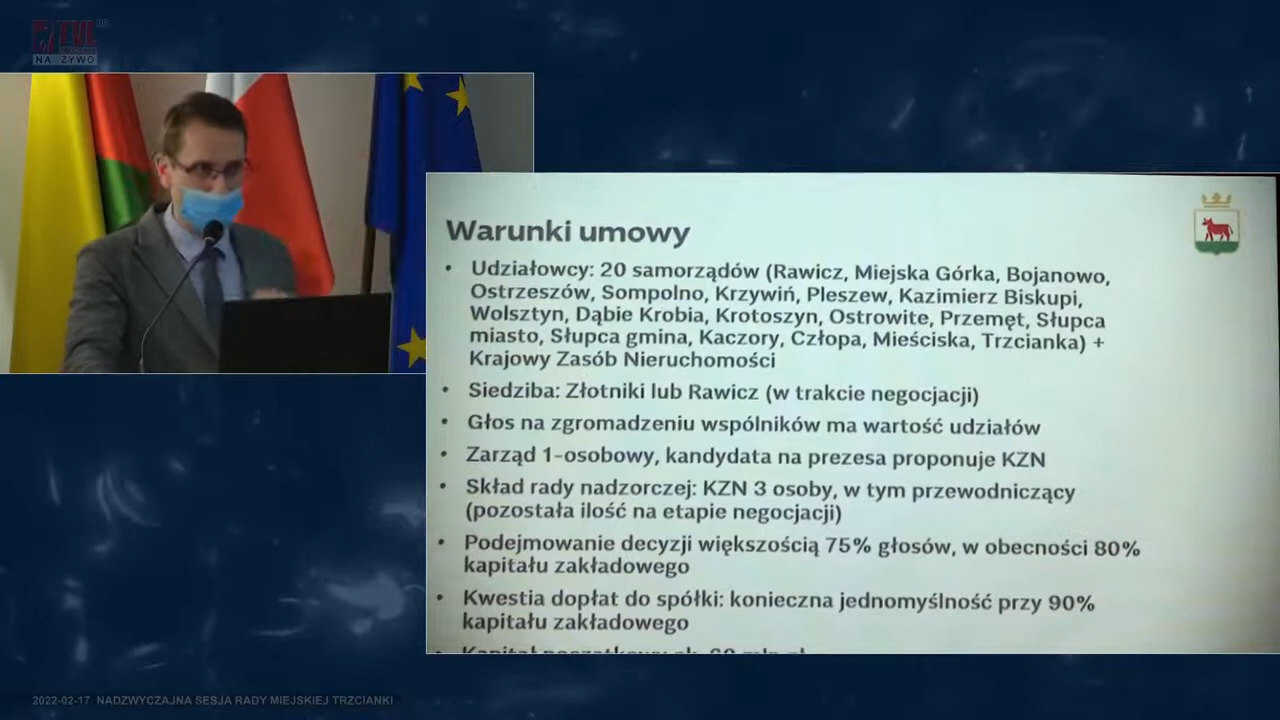 TVL
NA ŻYWO
Warunki umowy
• Udziałowcy: 20 samorządów (Rawicz, Miejska Górka, Bojanowo,
Ostrzeszów, Sompolno, Krzywiń, Pleszew, Kazimierz Biskupi,
Wolsztyn, Dąbie Krobia, Krotoszyn, Ostrowite, Przemęt, Słupca
miasto, Słupca gmina, Kaczory, Człopa, Mieściska, Trzcianka) +
Krajowy Zasób Nieruchomości
• Siedziba: Złotniki lub Rawicz (w trakcie negocjacji)
• Głos na zgromadzeniu wspólników ma wartość udziałów
• Zarząd 1-osobowy, kandydata na prezesa proponuje KZN
• Skład rady nadzorczej: KZN 3 osoby, w tym przewodniczący
(pozostała ilość na etapie negocjacji)
• Podejmowanie decyzji większością 75% głosów, w obecności 80%
kapitału zakładowego
• Kwestia dopłat do spółki: konieczna jednomyślność przy 90%
kapitału zakładowego
2022-02-17 NADZWYCZAJNA SESJA RADY MIEJSKIEJ TRZCIANKI